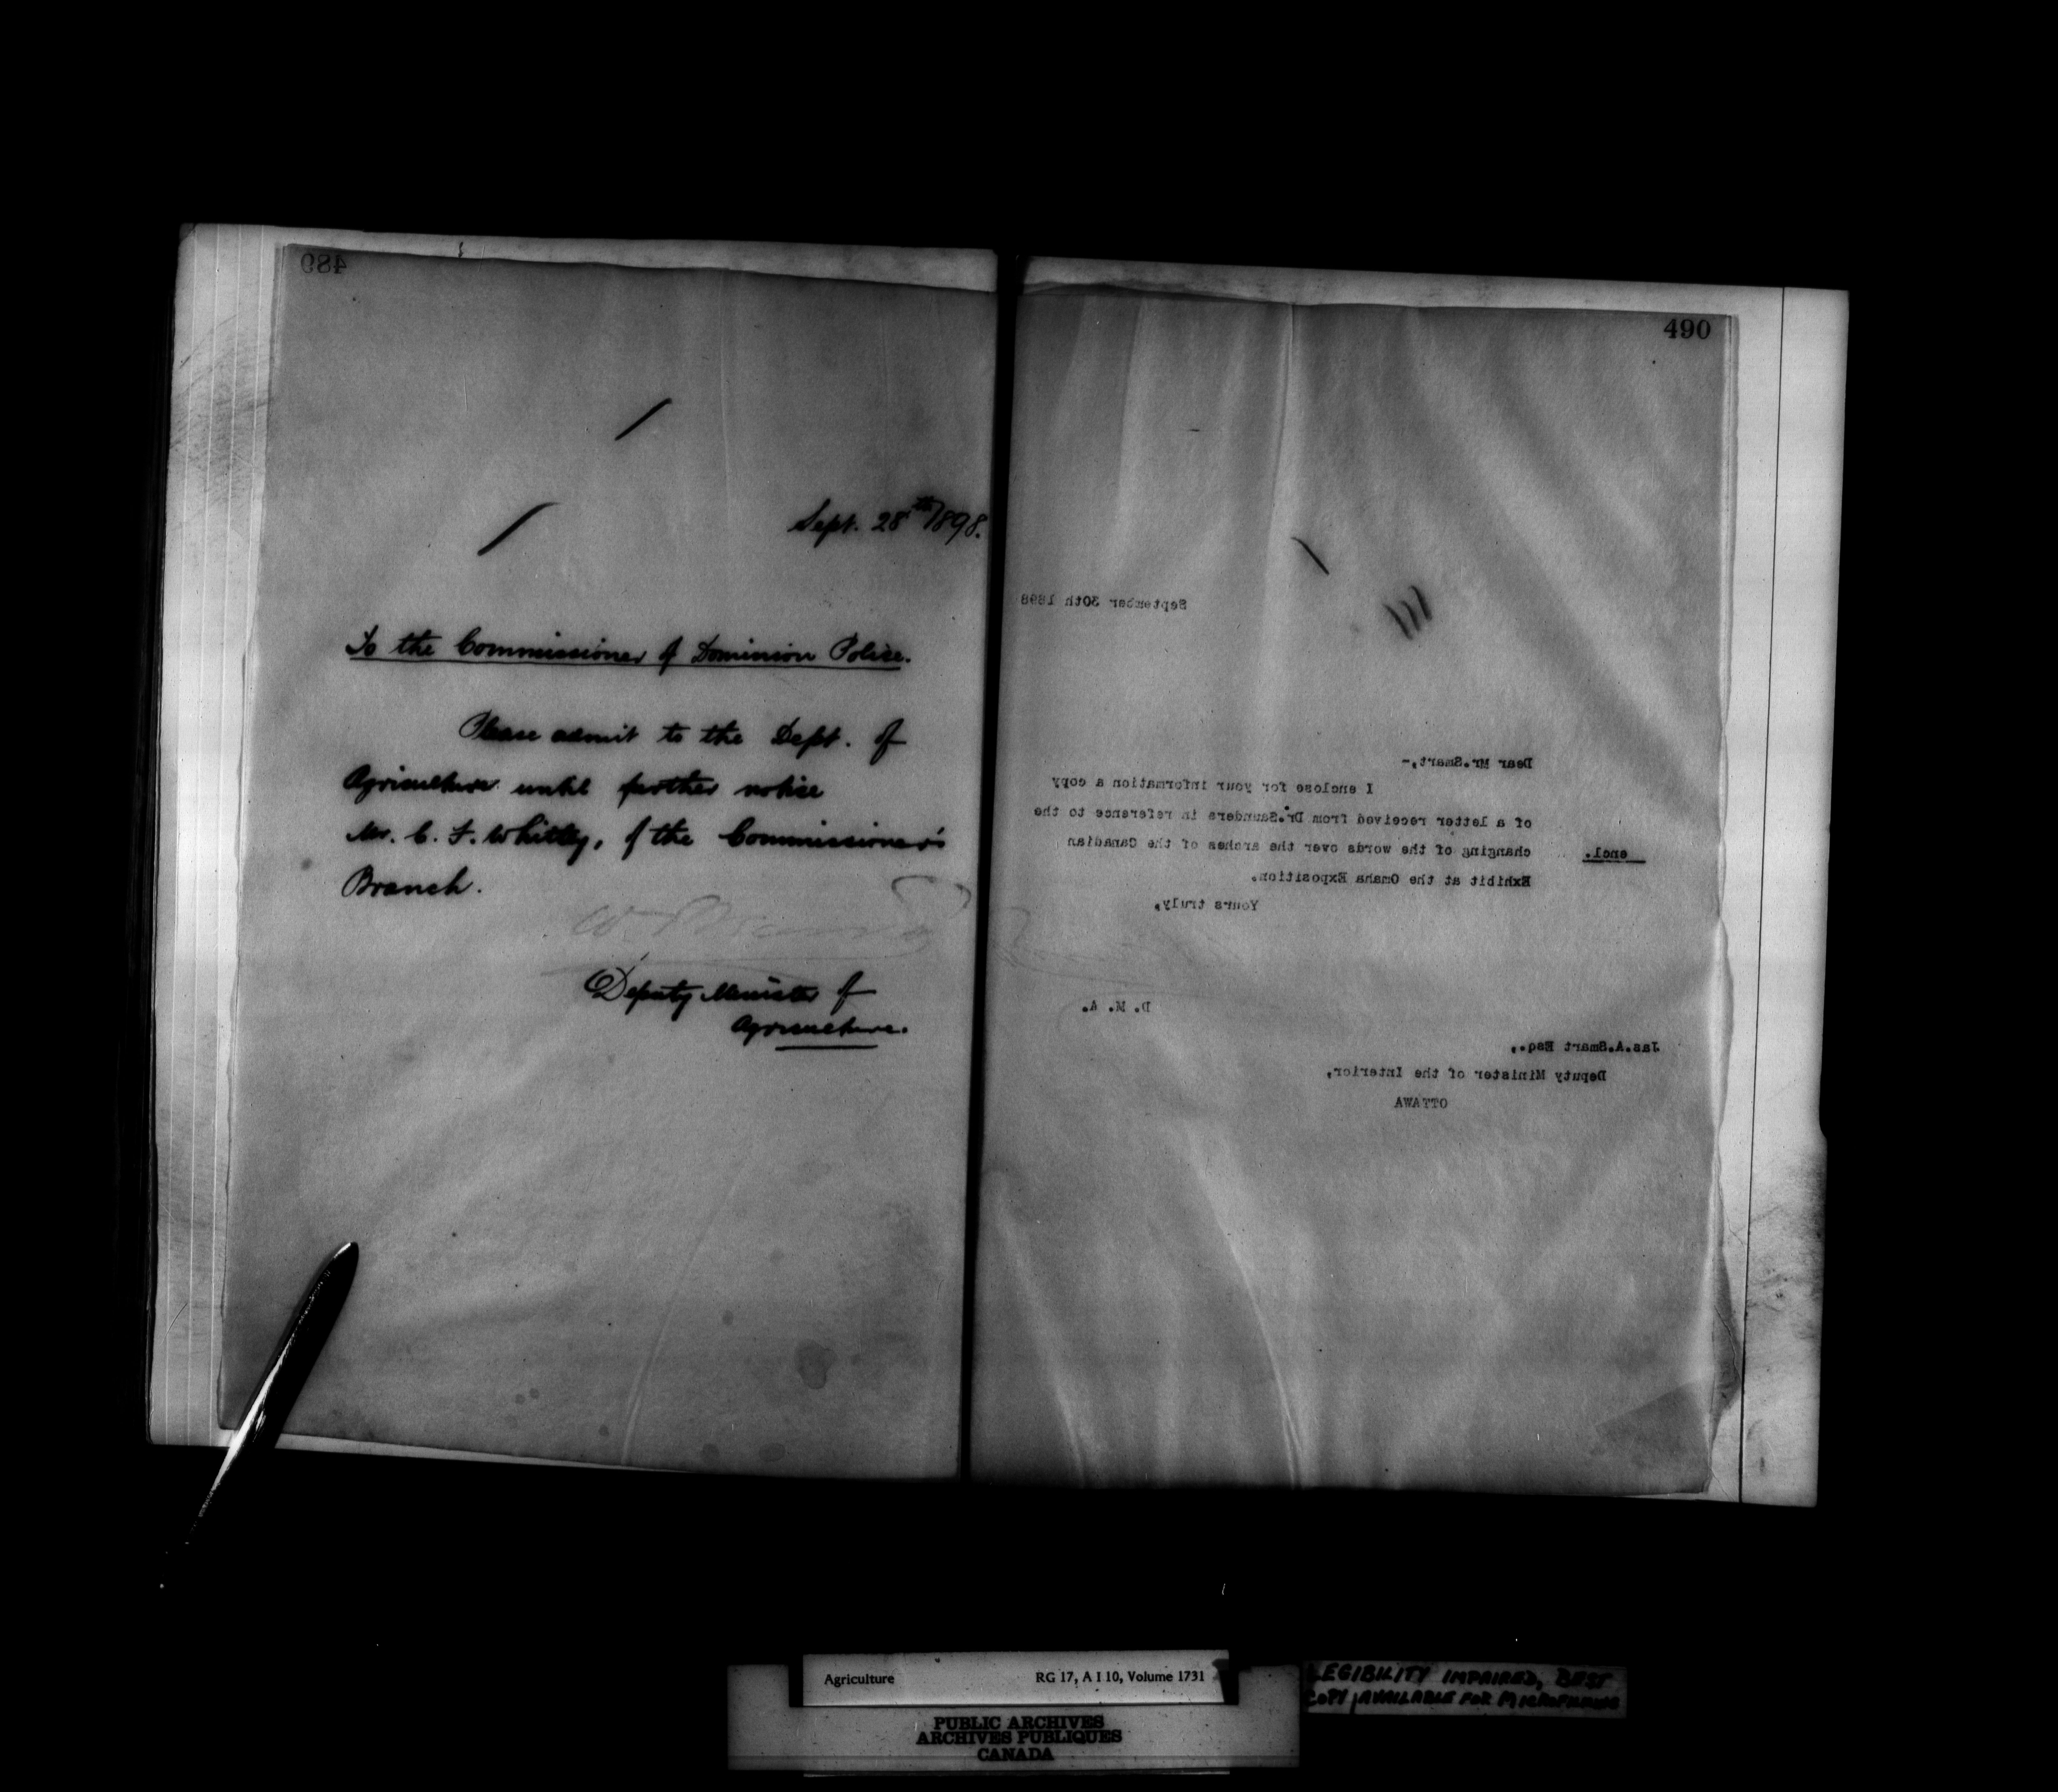 489
Sept. 28th 1898.
To the Commissioner of Dominion Police.
Please admit to the Dept. of
Agriculture until further notice
Mr. C. F. Whitley, of the Commissioner's
Branch.
Deputy Minister of
Agriculture.
490
September 30th 1898
Dear Mr.Smart,-
I enclose for your information a copy
of a letter received from Dr.Saunders in reference to the
changing of the words over the arches of the Canadian
encl.
Exhibit at the Omaha Exposition.
Yours truly,
D. M. A.
Jas.A.Smart Esq.,
Deputy Minister of the Interior,
OTTAWA
Agriculture RG 17, A I 10, Volume 1731
PUBLIC ARCHIVES
ARCHIVES PUBLIQUES
CANADA
LEGIBILITY IMPAIRED, BEST
COPY AVAILABLE FOR MICROFILMING